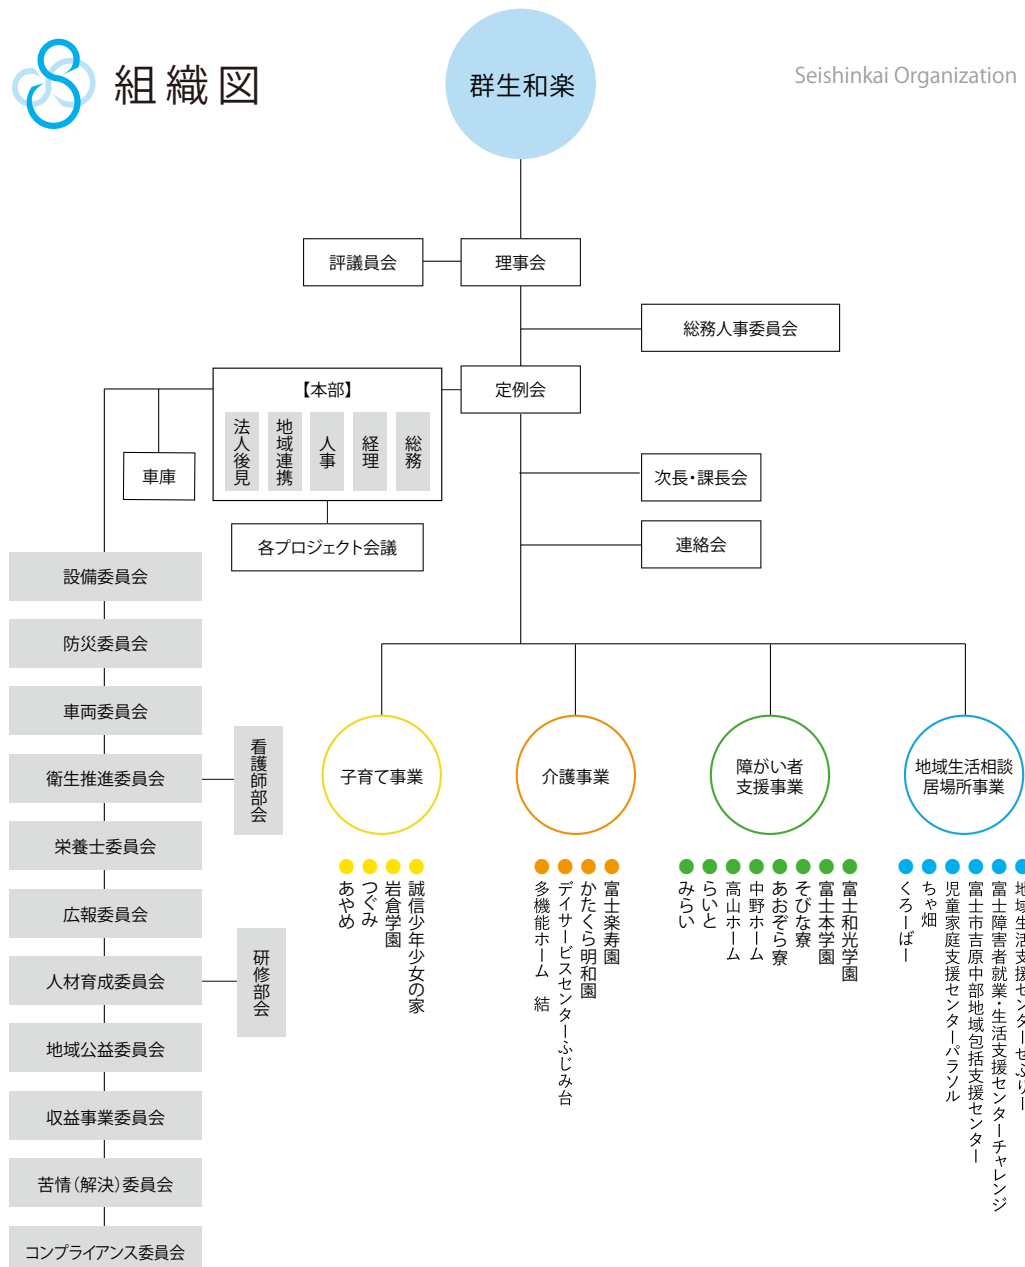 組織図
群生和楽
Seishinkai Organization
評議員会
理事会
総務人事委員会
定例会
【本部】
法人後見
地域連携
人事
経理
総務
車庫
各プロジェクト会議
次長・課長会
連絡会
設備委員会
防災委員会
車両委員会
衛生推進委員会
看護師部会
栄養士委員会
広報委員会
人材育成委員会
研修部会
地域公益委員会
収益事業委員会
苦情(解決)委員会
コンプライアンス委員会
子育て事業
誠信少年少女の家
岩倉学園
つぐみ
あやめ
介護事業
富士楽寿園
かたくら明和園
デイサービスセンターふじみ台
多機能ホーム 結
障がい者
支援事業
富士和光学園
富士本学園
そびな寮
あおぞら寮
中野ホーム
高山ホーム
らいと
みらい
地域生活相談
居場所事業
地域生活支援センターせふりー
富士障害者就業・生活支援センターチャレンジ
富士市吉原中部地域包括支援センター
児童家庭支援センターパラソル
ちゃ畑
くろーばー